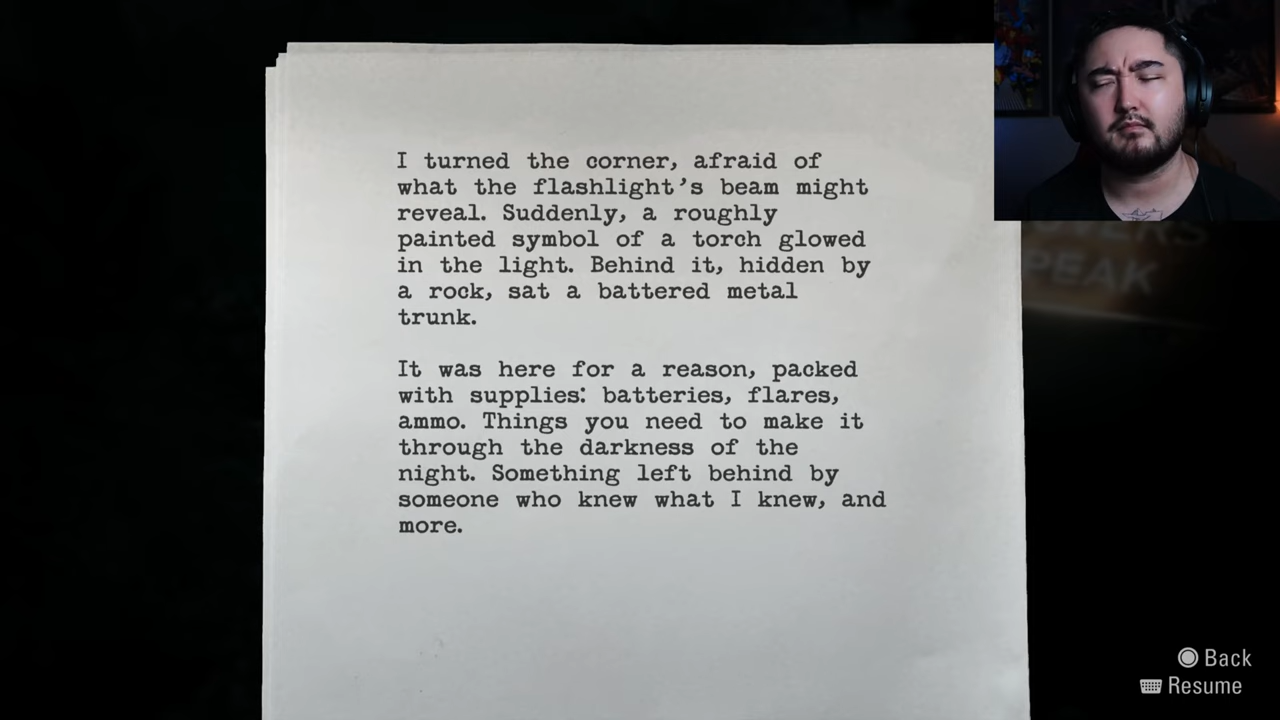 I turned the corner, afraid of
what the flashlight's beam might
reveal. Suddenly, a roughly
painted symbol of a torch glowed
in the light. Behind it, hidden by
a rock, sat a battered metal
trunk.
It was here for a reason, packed
with supplies: batteries, flares,
ammo. Things you need to make it
through the darkness of the
night. Something left behind by
someone who knew what I knew, and
more.
PEAK
Back
Resume